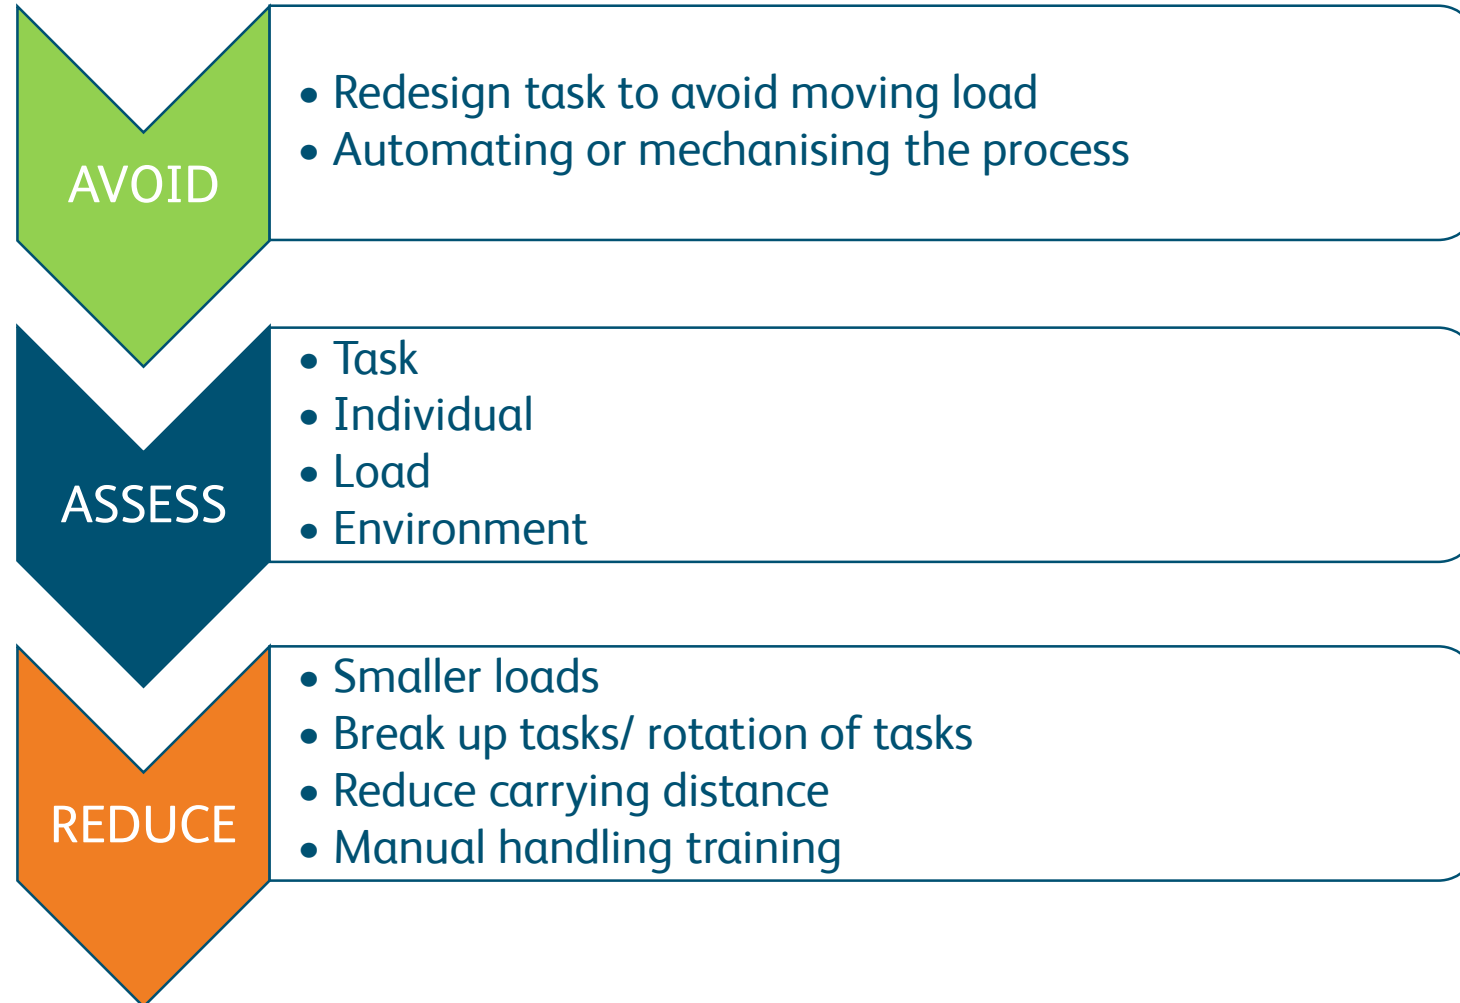 AVOID
• Redesign task to avoid moving load
• Automating or mechanising the process
ASSESS
• Task
• Individual
• Load
• Environment
REDUCE
• Smaller loads
• Break up tasks/ rotation of tasks
• Reduce carrying distance
• Manual handling training